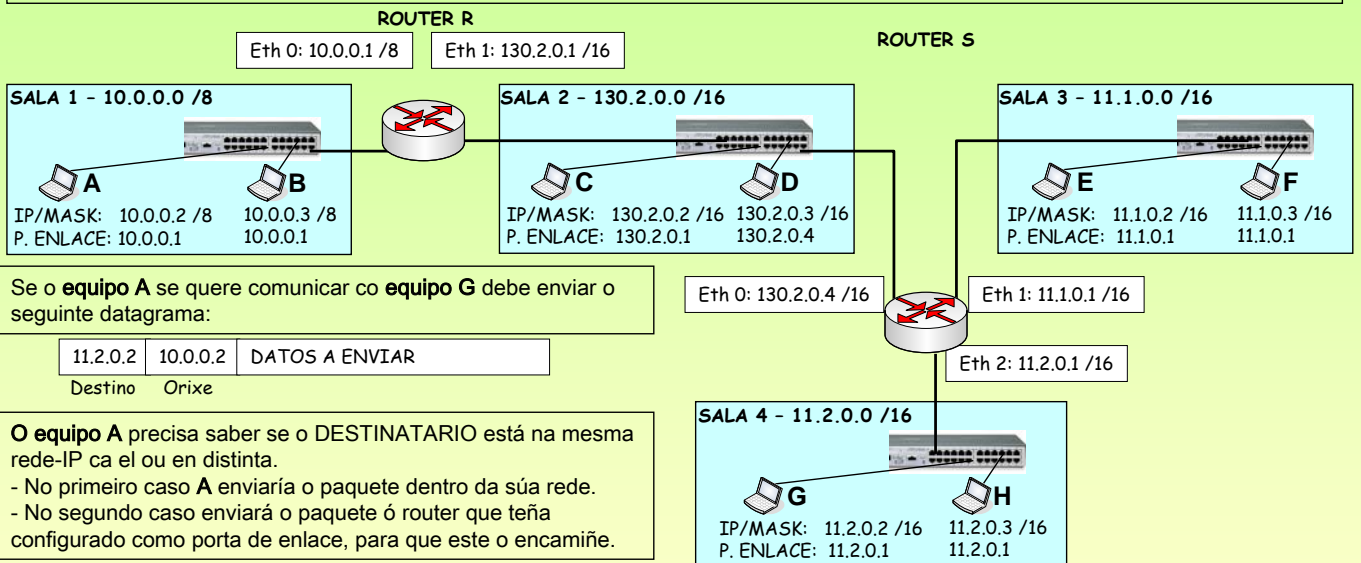 ROUTER R
ROUTER S
Eth 0: 10.0.0.1 /8
Eth 1: 130.2.0.1 /16
SALA 1 – 10.0.0.0 /8
A
B
IP/MASK: 10.0.0.2 /8 10.0.0.3 /8
P. ENLACE: 10.0.0.1 10.0.0.1
SALA 2 – 130.2.0.0 /16
C
D
IP/MASK: 130.2.0.2 /16 130.2.0.3 /16
P. ENLACE: 130.2.0.1 130.2.0.4
SALA 3 – 11.1.0.0 /16
E
F
IP/MASK: 11.1.0.2 /16 11.1.0.3 /16
P. ENLACE: 11.1.0.1 11.1.0.1
Se o equipo A se quere comunicar co equipo G debe enviar o
seguinte datagrama:
11.2.0.2 10.0.0.2 DATOS A ENVIAR
Destino Orixe
Eth 0: 130.2.0.4 /16
Eth 1: 11.1.0.1 /16
Eth 2: 11.2.0.1 /16
O equipo A precisa saber se o DESTINATARIO está na mesma
rede-IP ca el ou en distinta.
- No primeiro caso A enviaría o paquete dentro da súa rede.
- No segundo caso enviará o paquete ó router que teña
configurado como porta de enlace, para que este o encamiñe.
SALA 4 – 11.2.0.0 /16
G
H
IP/MASK: 11.2.0.2 /16 11.2.0.3 /16
P. ENLACE: 11.2.0.1 11.2.0.1